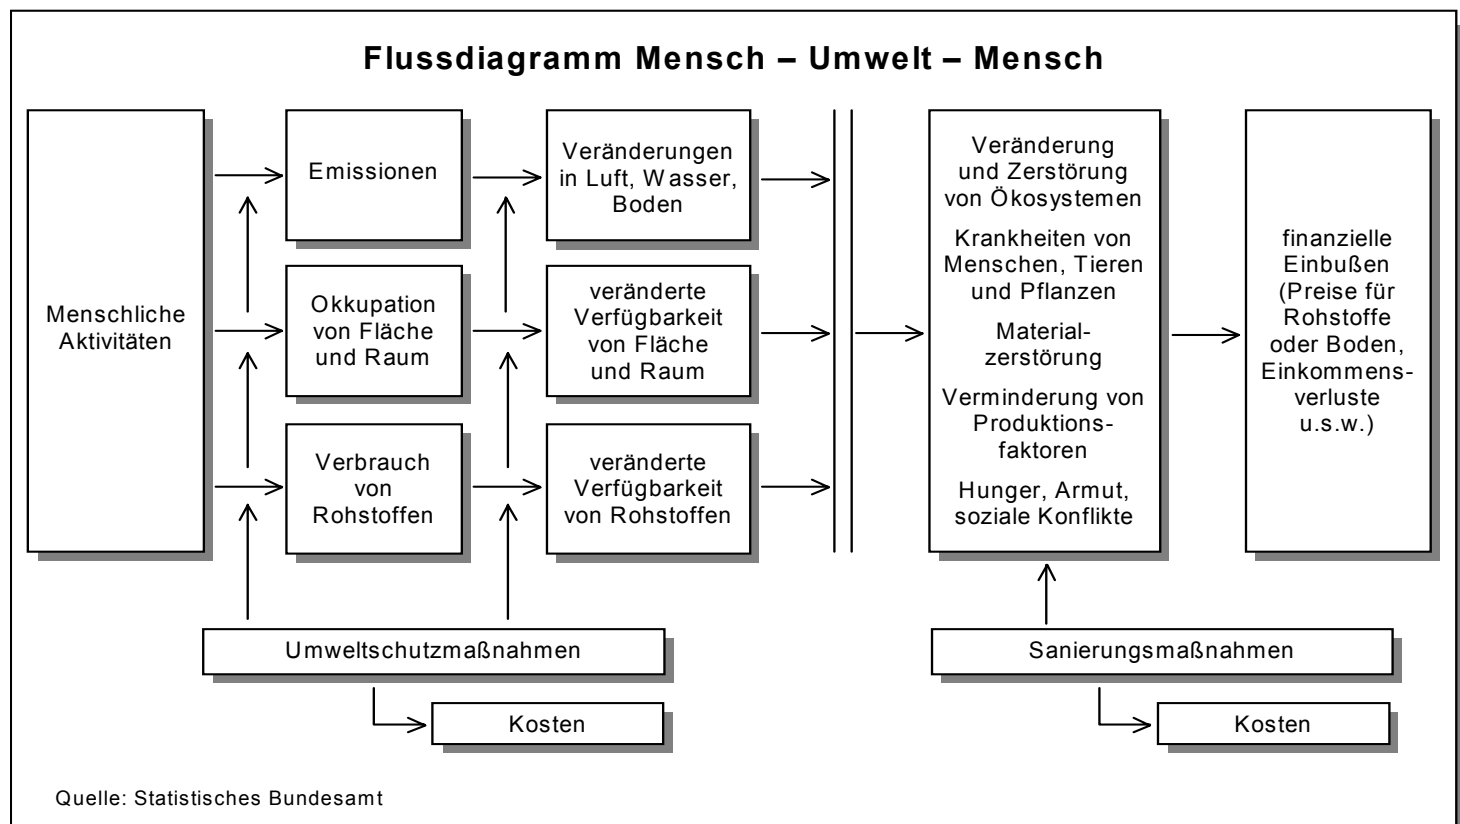 Flussdiagramm Mensch – Umwelt – Mensch
Menschliche
Aktivitäten
Emissionen
Okkupation
von Fläche
und Raum
Verbrauch
von
Rohstoffen
Veränderungen
in Luft, Wasser,
Boden
veränderte
Verfügbarkeit
von Fläche
und Raum
veränderte
Verfügbarkeit
von Rohstoffen
Veränderung
und Zerstörung
von Ökosystemen
Krankheiten von
Menschen, Tieren
und Pflanzen
Material-
zerstörung
Verminderung von
Produktions-
faktoren
Hunger, Armut,
soziale Konflikte
finanzielle
Einbußen
(Preise für
Rohstoffe
oder Boden,
Einkommens-
verluste
u.s.w.)
Umweltschutzmaßnahmen
Kosten
Sanierungsmaßnahmen
Kosten
Quelle: Statistisches Bundesamt